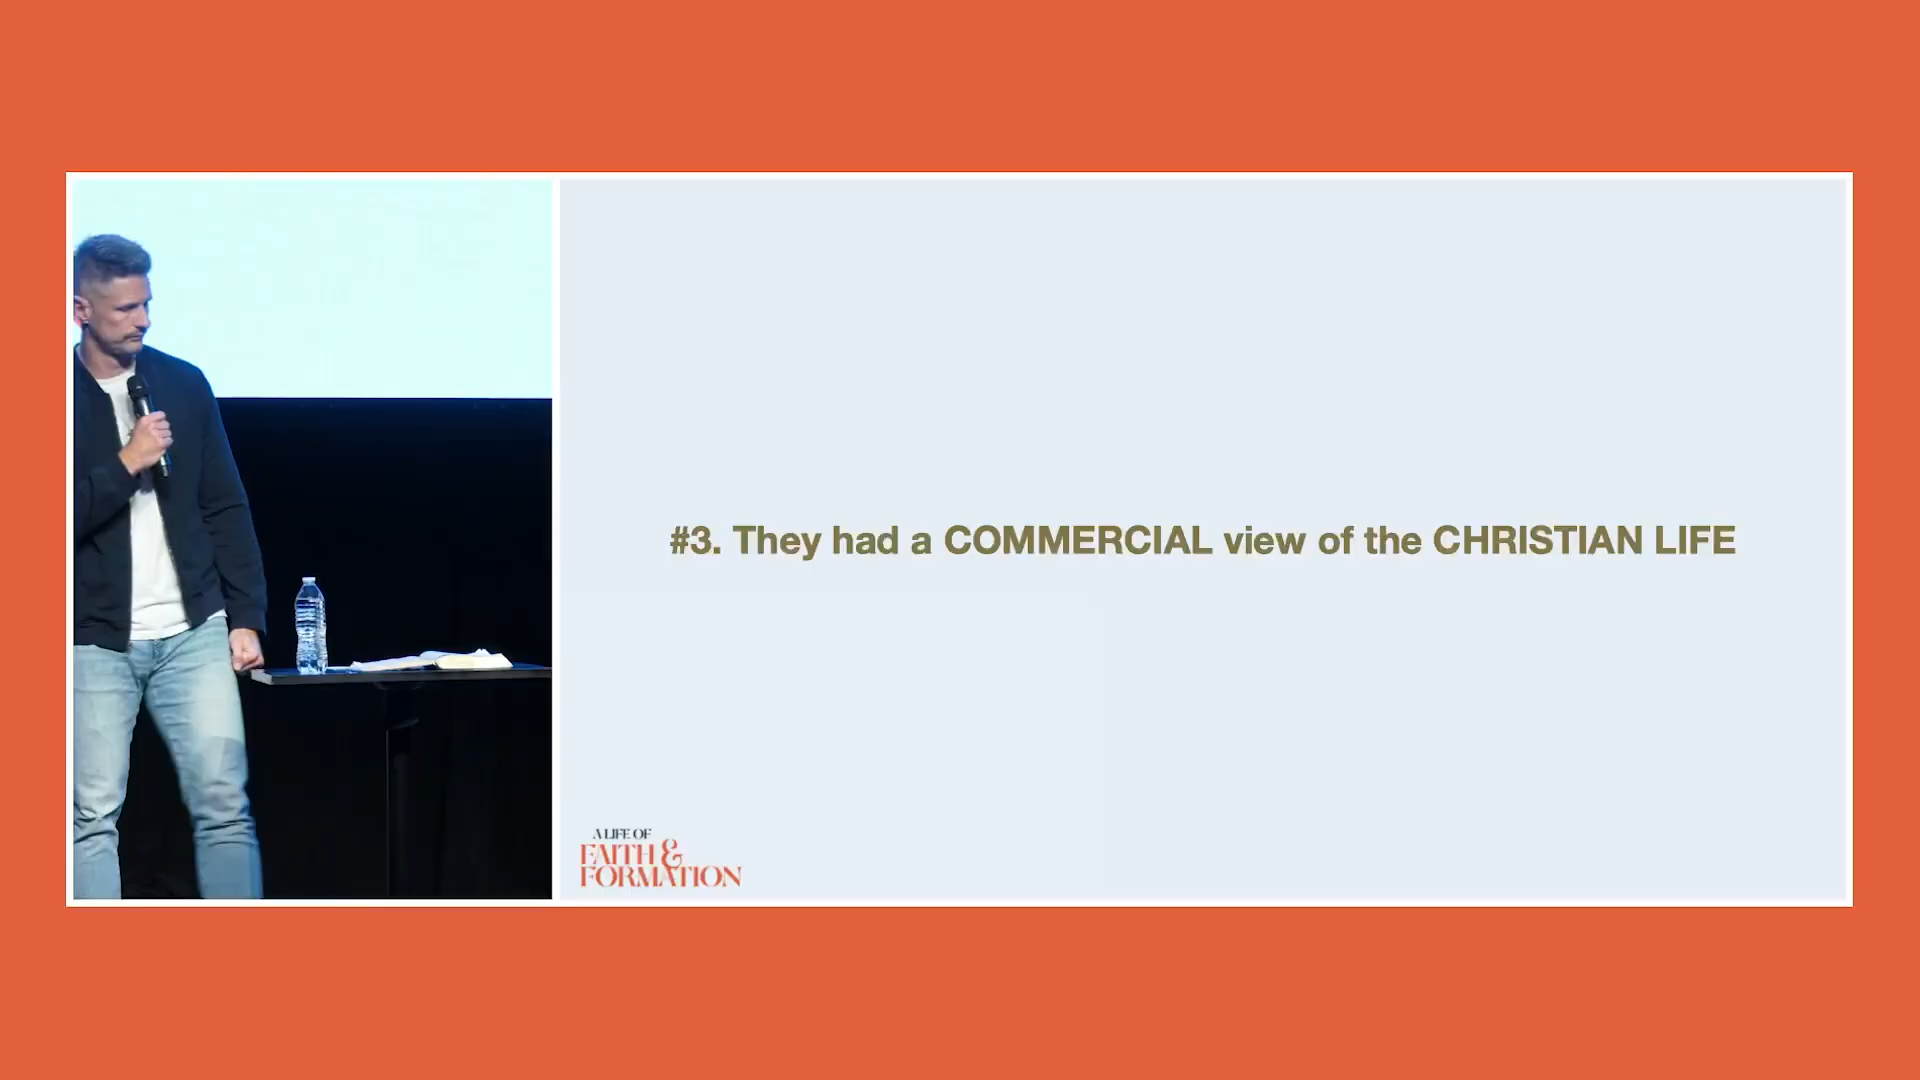 #3. They had a COMMERCIAL view of the CHRISTIAN LIFE
A LIFE OF
FAITH &
FORMATION